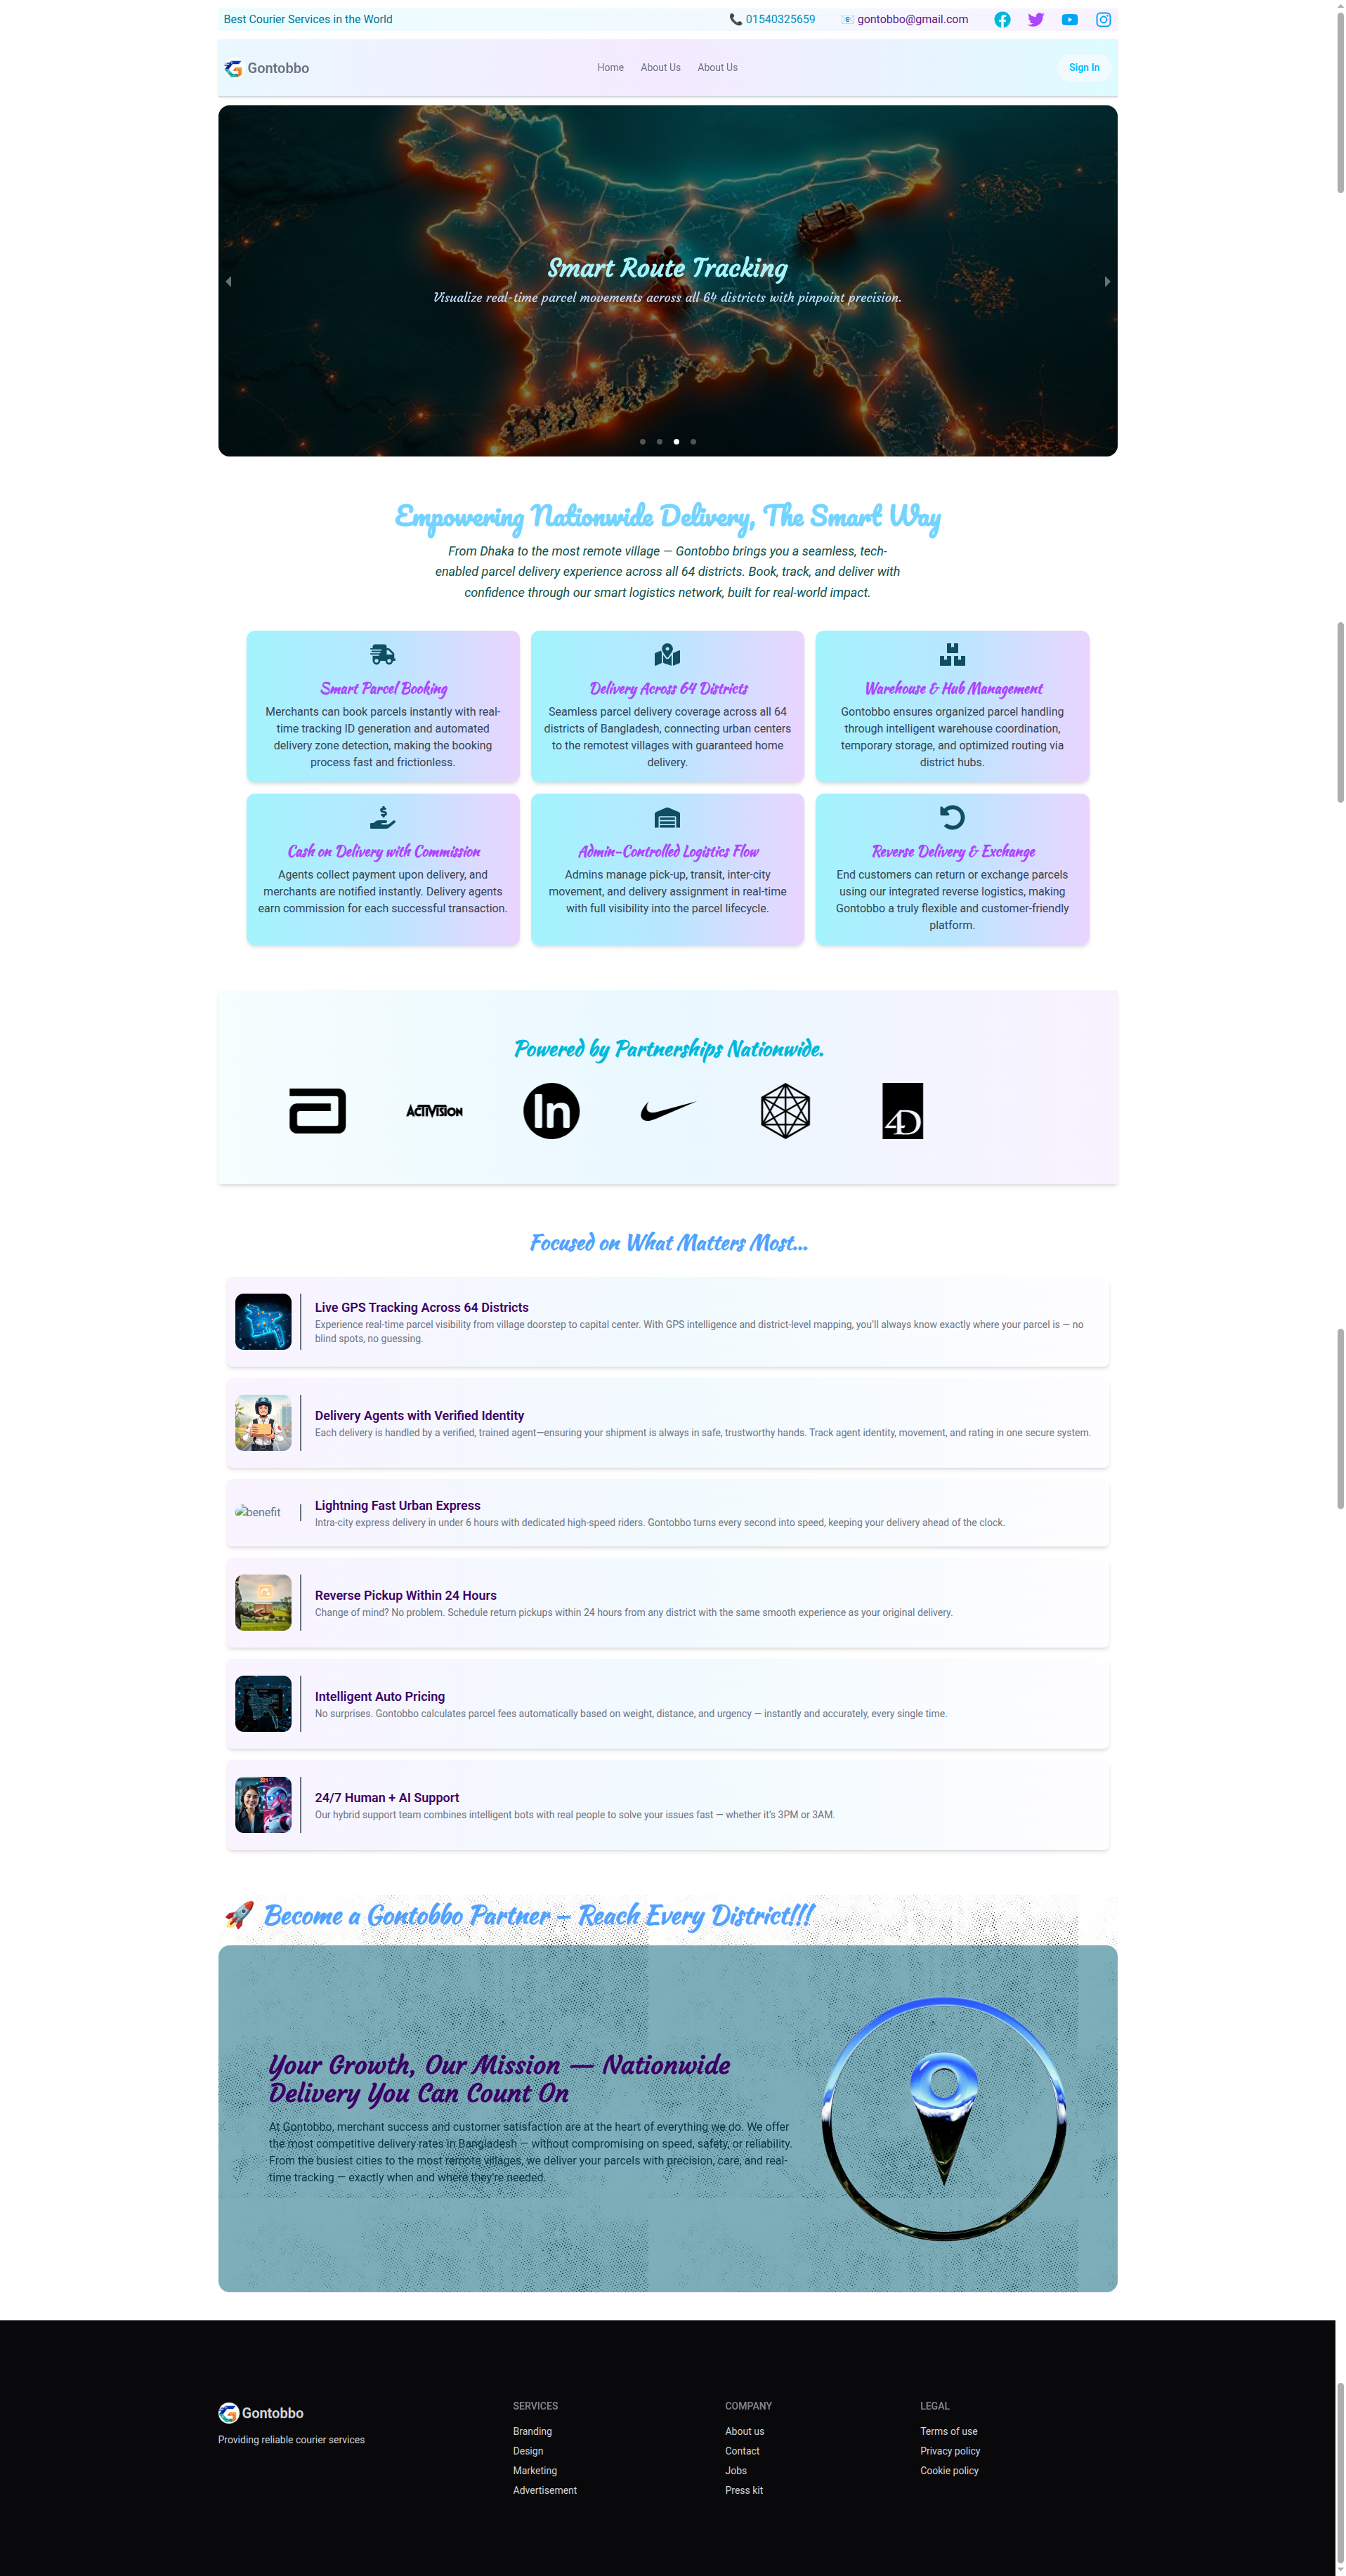 Best Courier Services in the World
📞 01540325659
📧 gontobbo@gmail.com
Gontobbo
Home
About Us
About Us
Sign In
Smart Route Tracking
Visualize real-time parcel movements across all 64 districts with pinpoint precision.
Empowering Nationwide Delivery, The Smart Way
From Dhaka to the most remote village — Gontobbo brings you a seamless, tech-
enabled parcel delivery experience across all 64 districts. Book, track, and deliver with
confidence through our smart logistics network, built for real-world impact.
Smart Parcel Booking
Merchants can book parcels instantly with real-
time tracking ID generation and automated
delivery zone detection, making the booking
process fast and frictionless.
Delivery Across 64 Districts
Seamless parcel delivery coverage across all 64
districts of Bangladesh, connecting urban centers
to the remotest villages with guaranteed home
delivery.
Warehouse & Hub Management
Gontobbo ensures organized parcel handling
through intelligent warehouse coordination,
temporary storage, and optimized routing via
district hubs.
Cash on Delivery with Commission
Agents collect payment upon delivery, and
merchants are notified instantly. Delivery agents
earn commission for each successful transaction.
Admin-Controlled Logistics Flow
Admins manage pick-up, transit, inter-city
movement, and delivery assignment in real-time
with full visibility into the parcel lifecycle.
Reverse Delivery & Exchange
End customers can return or exchange parcels
using our integrated reverse logistics, making
Gontobbo a truly flexible and customer-friendly
platform.
Powered by Partnerships Nationwide.
ACTIVISION
In
4D
Focused on What Matters Most...
Live GPS Tracking Across 64 Districts
Experience real-time parcel visibility from village doorstep to capital center. With GPS intelligence and district-level mapping, you'll always know exactly where your parcel is — no
blind spots, no guessing.
Delivery Agents with Verified Identity
Each delivery is handled by a verified, trained agent—ensuring your shipment is always in safe, trustworthy hands. Track agent identity, movement, and rating in one secure system.
benefit
Lightning Fast Urban Express
Intra-city express delivery in under 6 hours with dedicated high-speed riders. Gontobbo turns every second into speed, keeping your delivery ahead of the clock.
Reverse Pickup Within 24 Hours
Change of mind? No problem. Schedule return pickups within 24 hours from any district with the same smooth experience as your original delivery.
Intelligent Auto Pricing
No surprises. Gontobbo calculates parcel fees automatically based on weight, distance, and urgency — instantly and accurately, every single time.
24/7 Human + AI Support
Our hybrid support team combines intelligent bots with real people to solve your issues fast — whether it's 3PM or 3AM.
🚀 Become a Gontobbo Partner – Reach Every District!!!
Your Growth, Our Mission — Nationwide
Delivery You Can Count On
At Gontobbo, merchant success and customer satisfaction are at the heart of everything we do. We offer
the most competitive delivery rates in Bangladesh — without compromising on speed, safety, or reliability.
From the busiest cities to the most remote villages, we deliver your parcels with precision, care, and real-
time tracking — exactly when and where they're needed.
Gontobbo
Providing reliable courier services
SERVICES
Branding
Design
Marketing
Advertisement
COMPANY
About us
Contact
Jobs
Press kit
LEGAL
Terms of use
Privacy policy
Cookie policy